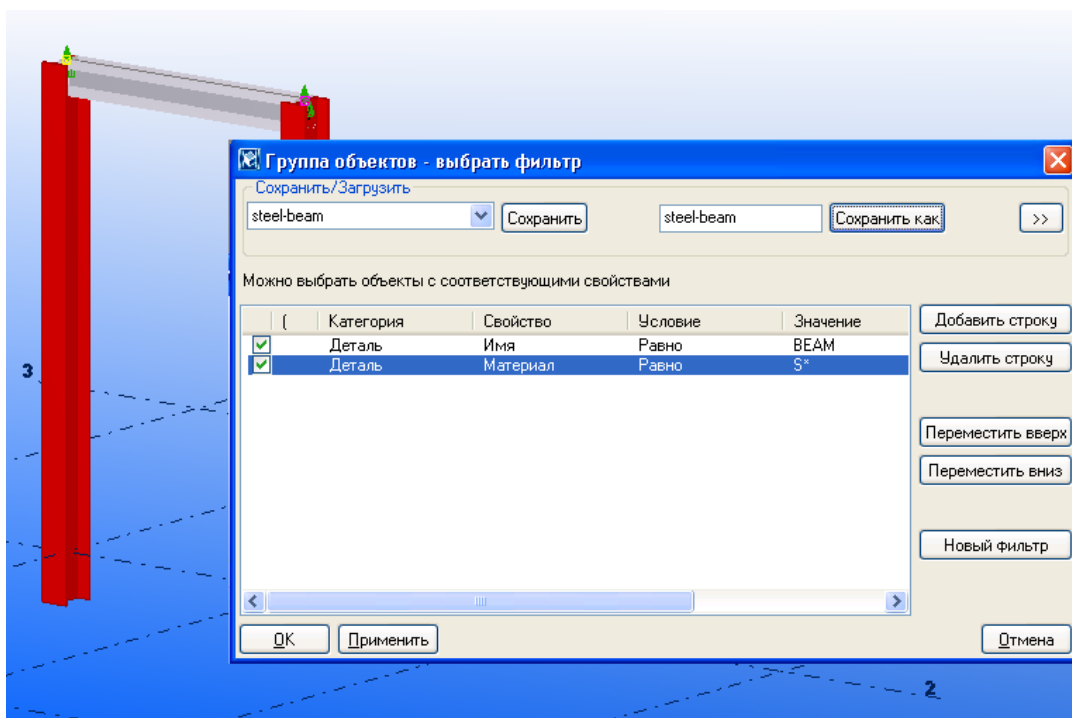 Группа объектов - выбрать фильтр
Сохранить/Загрузить
steel-beam Сохранить steel-beam Сохранить как >>
Можно выбрать объекты с соответствующими свойствами
( Категория Свойство Условие Значение
Деталь Имя Равно BEAM
Деталь Материал Равно S*
Добавить строку
Удалить строку
Переместить вверх
Переместить вниз
Новый фильтр
OK Применить Отмена
3
2